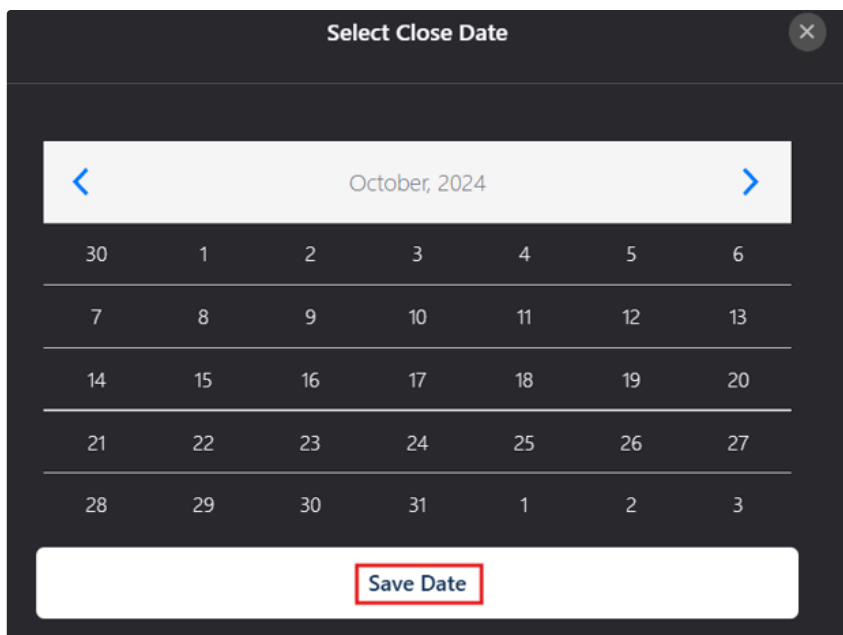 Select Close Date
October, 2024
30 1 2 3 4 5 6
7 8 9 10 11 12 13
14 15 16 17 18 19 20
21 22 23 24 25 26 27
28 29 30 31 1 2 3
Save Date